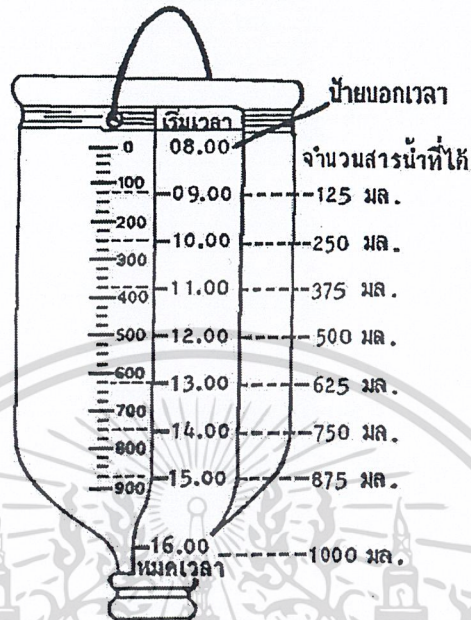 ป้ายบอกเวลา
เริ่มเวลา
จำนวนสารน้ำที่ได้
0 08.00
100 09.00 125 มล.
200
10.00 250 มล.
300
11.00 375 มล.
400
500 12.00 500 มล.
600
13.00 625 มล.
700
14.00 750 มล.
800
15.00 875 มล.
900
16.00 1000 มล.
หมดเวลา